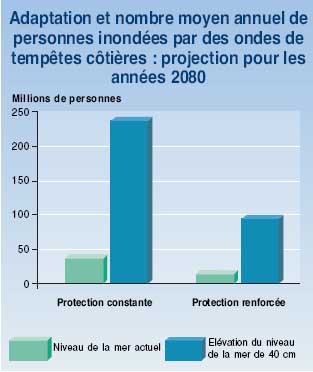 Adaptation et nombre moyen annuel de
personnes inondées par des ondes de
tempêtes côtières : projection pour les
années 2080
Millions de personnes
250
200
150
100
50
0
Protection constante
Protection renforcée
Niveau de la mer actuel
Elévation du niveau
de la mer de 40 cm